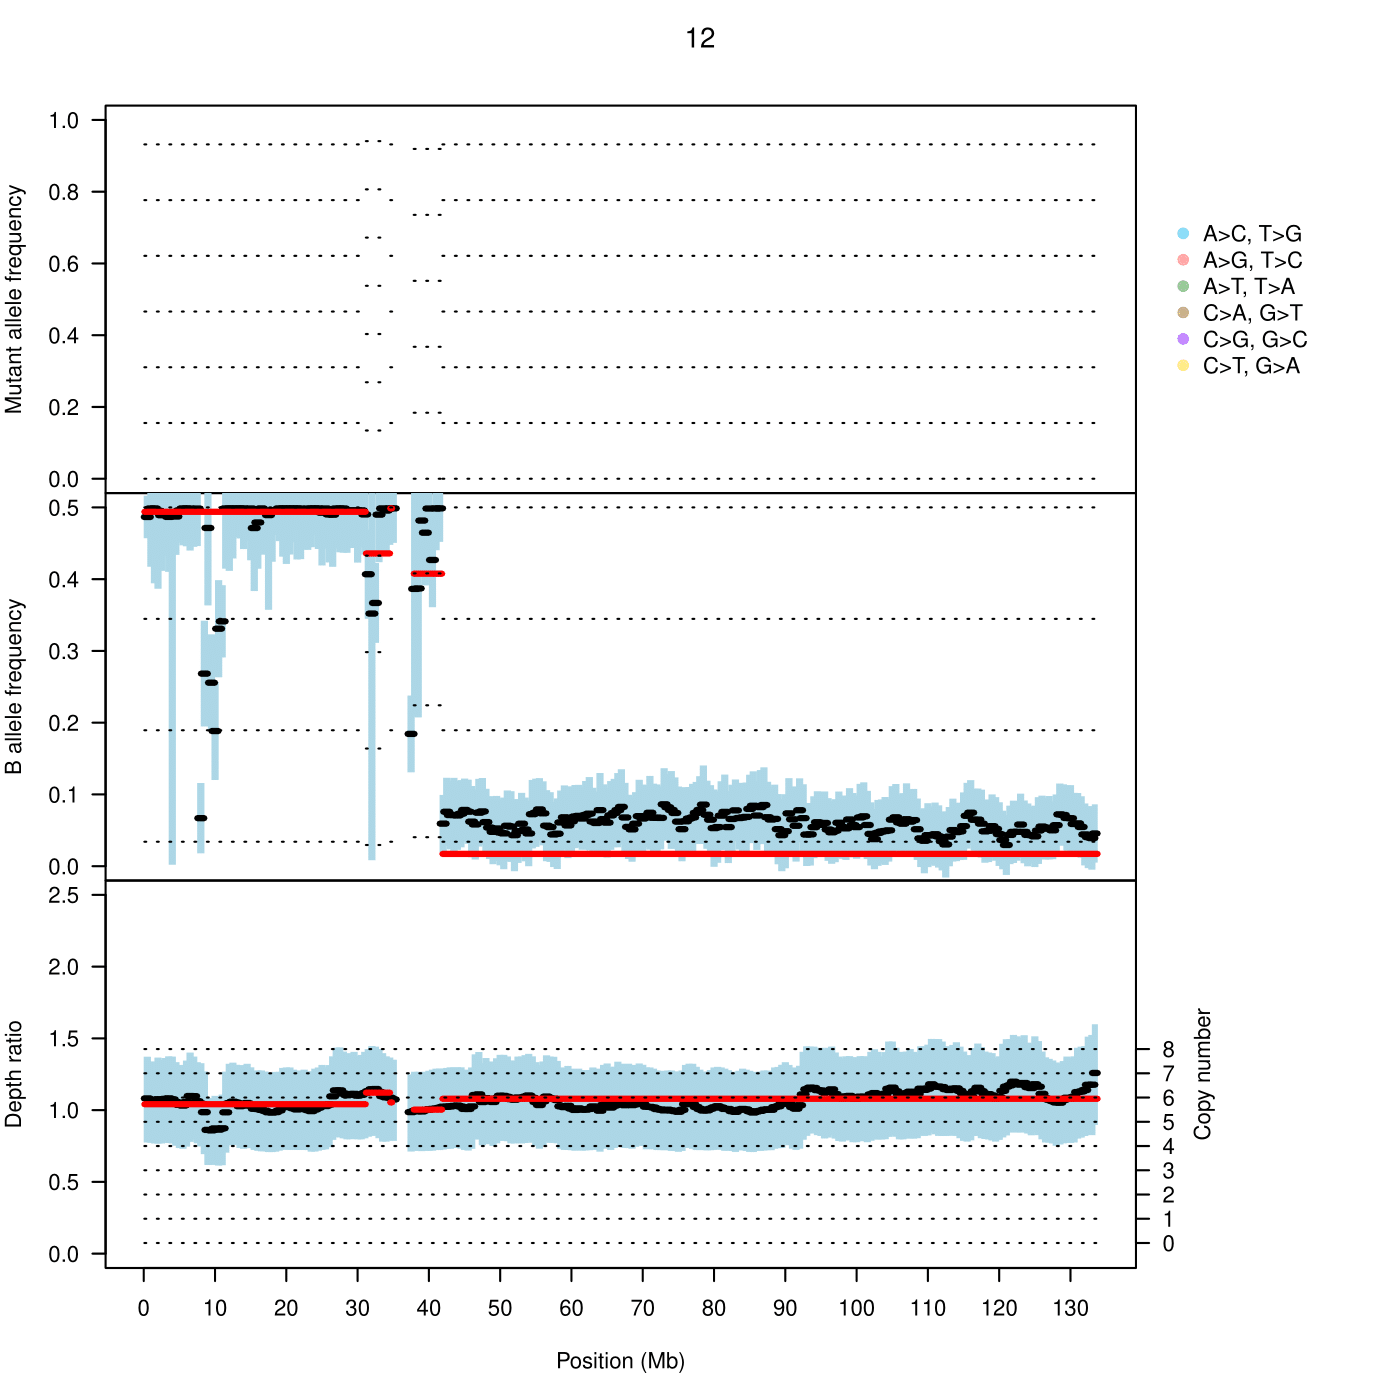 12
Mutant allele frequency
1.0
0.8
0.6
0.4
0.2
0.0
A>C, T>G
A>G, T>C
A>T, T>A
C>A, G>T
C>G, G>C
C>T, G>A
B allele frequency
0.5
0.4
0.3
0.2
0.1
0.0
Depth ratio
2.5
2.0
1.5
1.0
0.5
0.0
Copy number
8
7
6
5
4
3
2
1
0
0 10 20 30 40 50 60 70 80 90 100 110 120 130
Position (Mb)